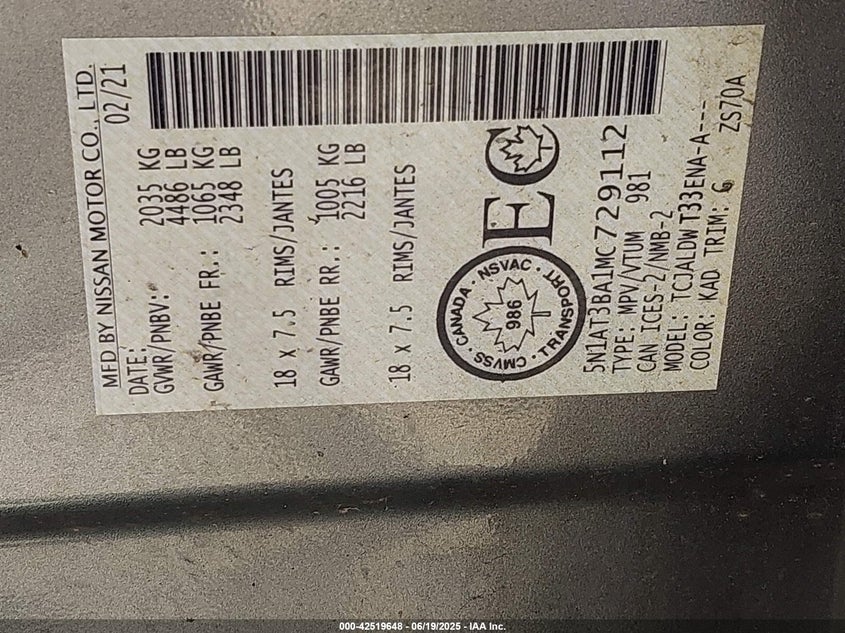 MFD BY NISSAN MOTOR CO., LTD.
DATE: 02/21
GVWR/PNBV: 2035 KG
4486 LB
GAWR/PNBE FR.: 1065 KG
2348 LB
18 x 7.5 RIMS/JANTES
GAWR/PNBE RR.: 1005 KG
2216 LB
18 x 7.5 RIMS/JANTES
CANADA · NSVAC · TRANSPORT · CMVSS ·
986
EC
5N1AT3BA1MC729112
TYPE: MPV/VTUM 981
CAN ICES-2/NMB-2
MODEL: TCJALDW T33ENA-A---
COLOR: KAD TRIM: G ZS70A
000-42519648 - 06/19/2025 - IAA Inc.